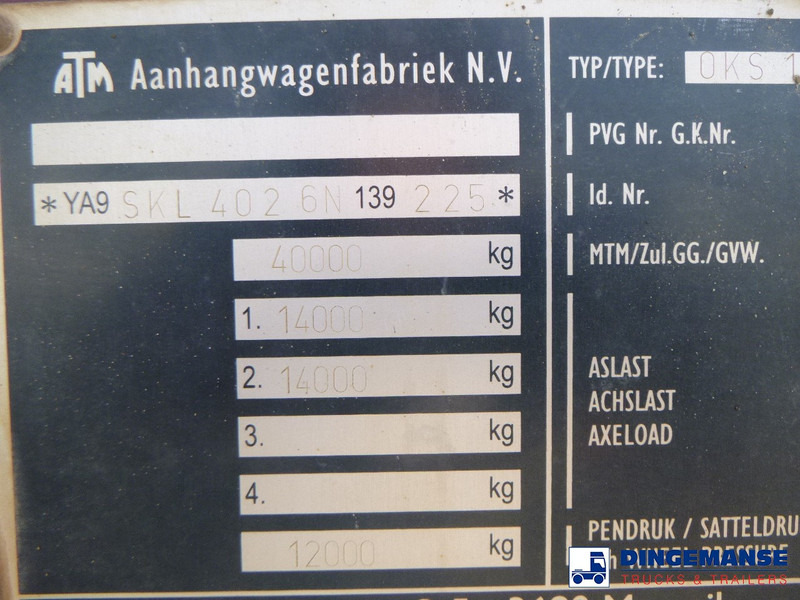 ATM Aanhangwagenfabriek N.V.
TYP/TYPE: OKS 1
PVG Nr. G.K.Nr.
*YA9 SKL 402 6N 139 225*
Id. Nr.
40000 kg
MTM/Zul.GG./GVW.
1. 14000 kg
2. 14000 kg
3. kg
4. kg
ASLAST
ACHSLAST
AXELOAD
12000 kg
PENDRUK / SATTELDRU
DINGEMANSE
TRUCKS & TRAILERS